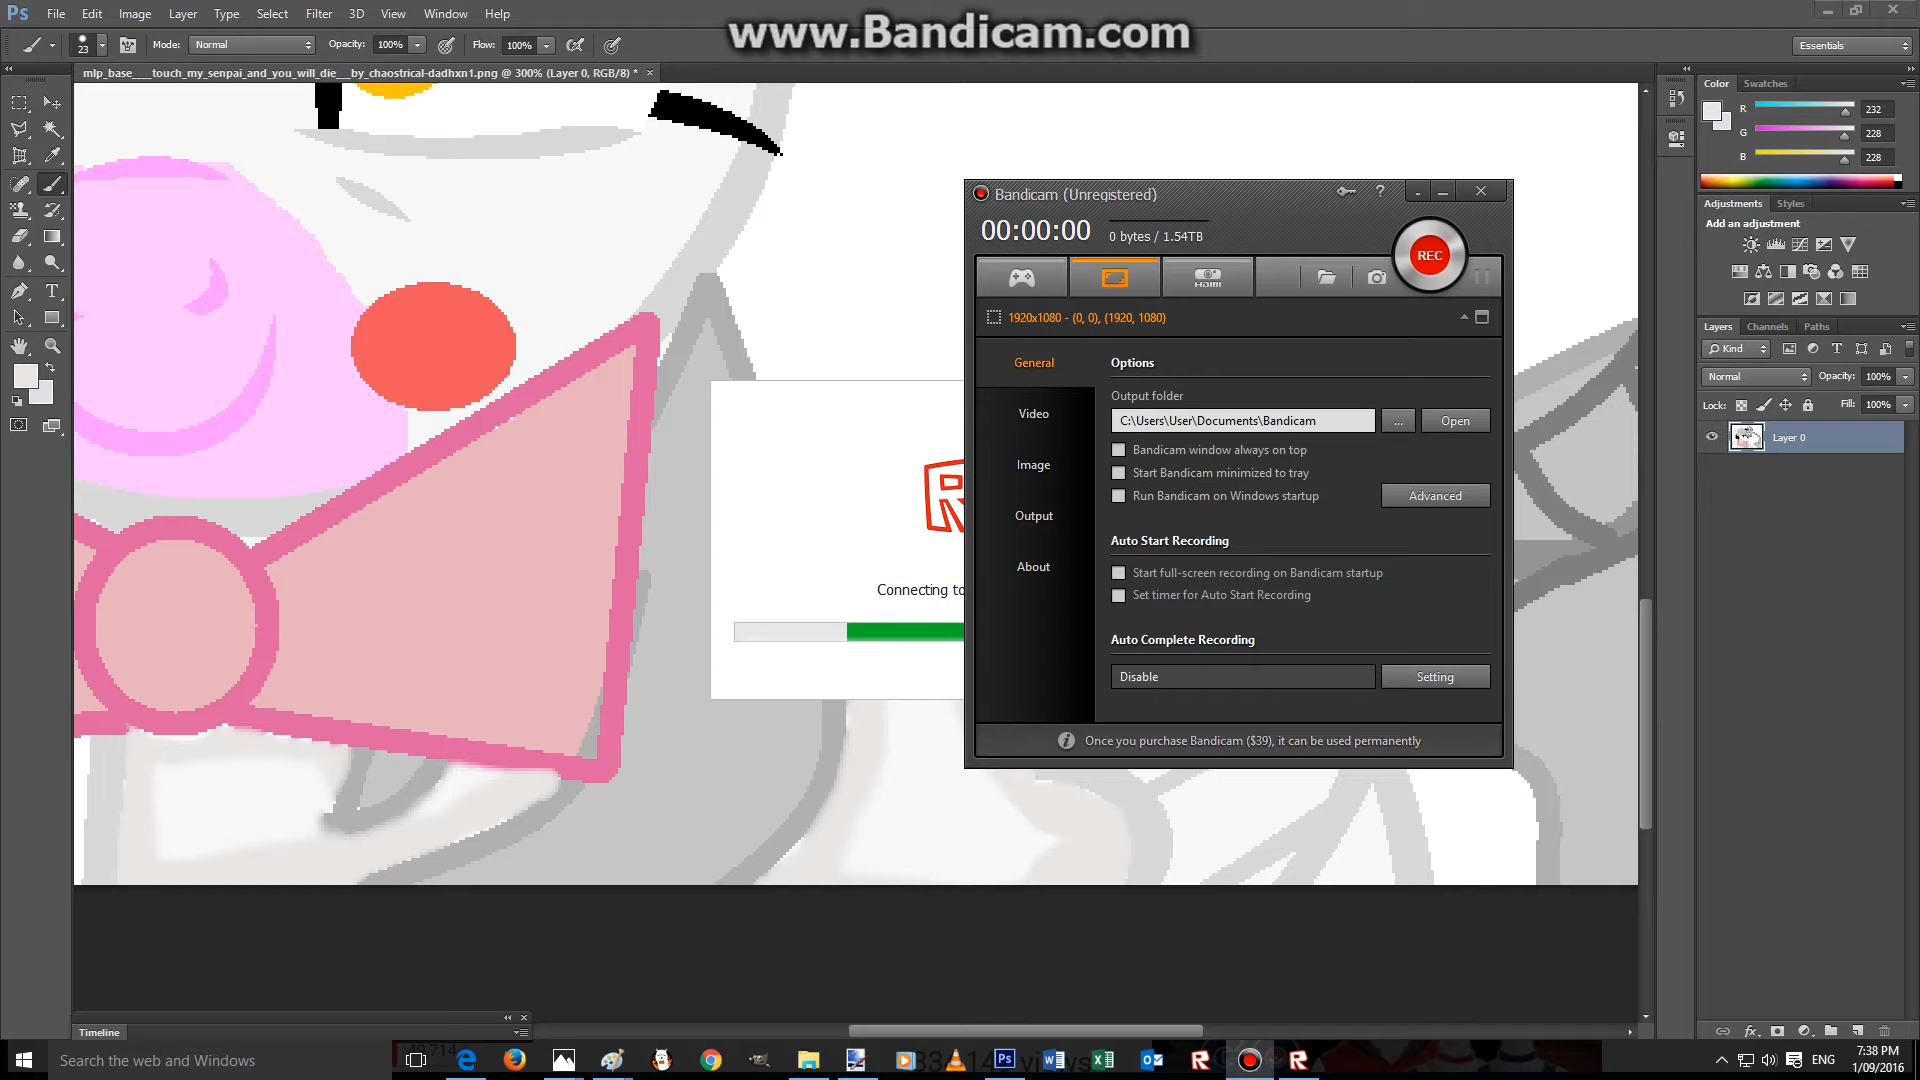 File Edit Image Layer Type Select Filter 3D View Window Help
www.Bandicam.com
23 Mode: Normal Opacity: 100% Flow: 100% Essentials
mlp_base___touch_my_senpai_and_you_will_die___by_chaostrical-dadhxn1.png @ 300% (Layer 0, RGB/8) *
Color Swatches
R 232
G 228
B 228
Adjustments Styles
Add an adjustment
Layers Channels Paths
Kind
Normal Opacity: 100%
Lock: Fill: 100%
Layer 0
Bandicam (Unregistered)
00:00:00 0 bytes / 1.54TB
REC
HDMI
1920x1080 - (0, 0), (1920, 1080)
General
Video
Image
Output
About
Options
Output folder
C:\Users\User\Documents\Bandicam ... Open
Bandicam window always on top
Start Bandicam minimized to tray
Run Bandicam on Windows startup Advanced
Auto Start Recording
Start full-screen recording on Bandicam startup
Set timer for Auto Start Recording
Auto Complete Recording
Disable Setting
Once you purchase Bandicam ($39), it can be used permanently
Connecting to
Timeline
Search the web and Windows
ENG
7:38 PM
1/09/2016